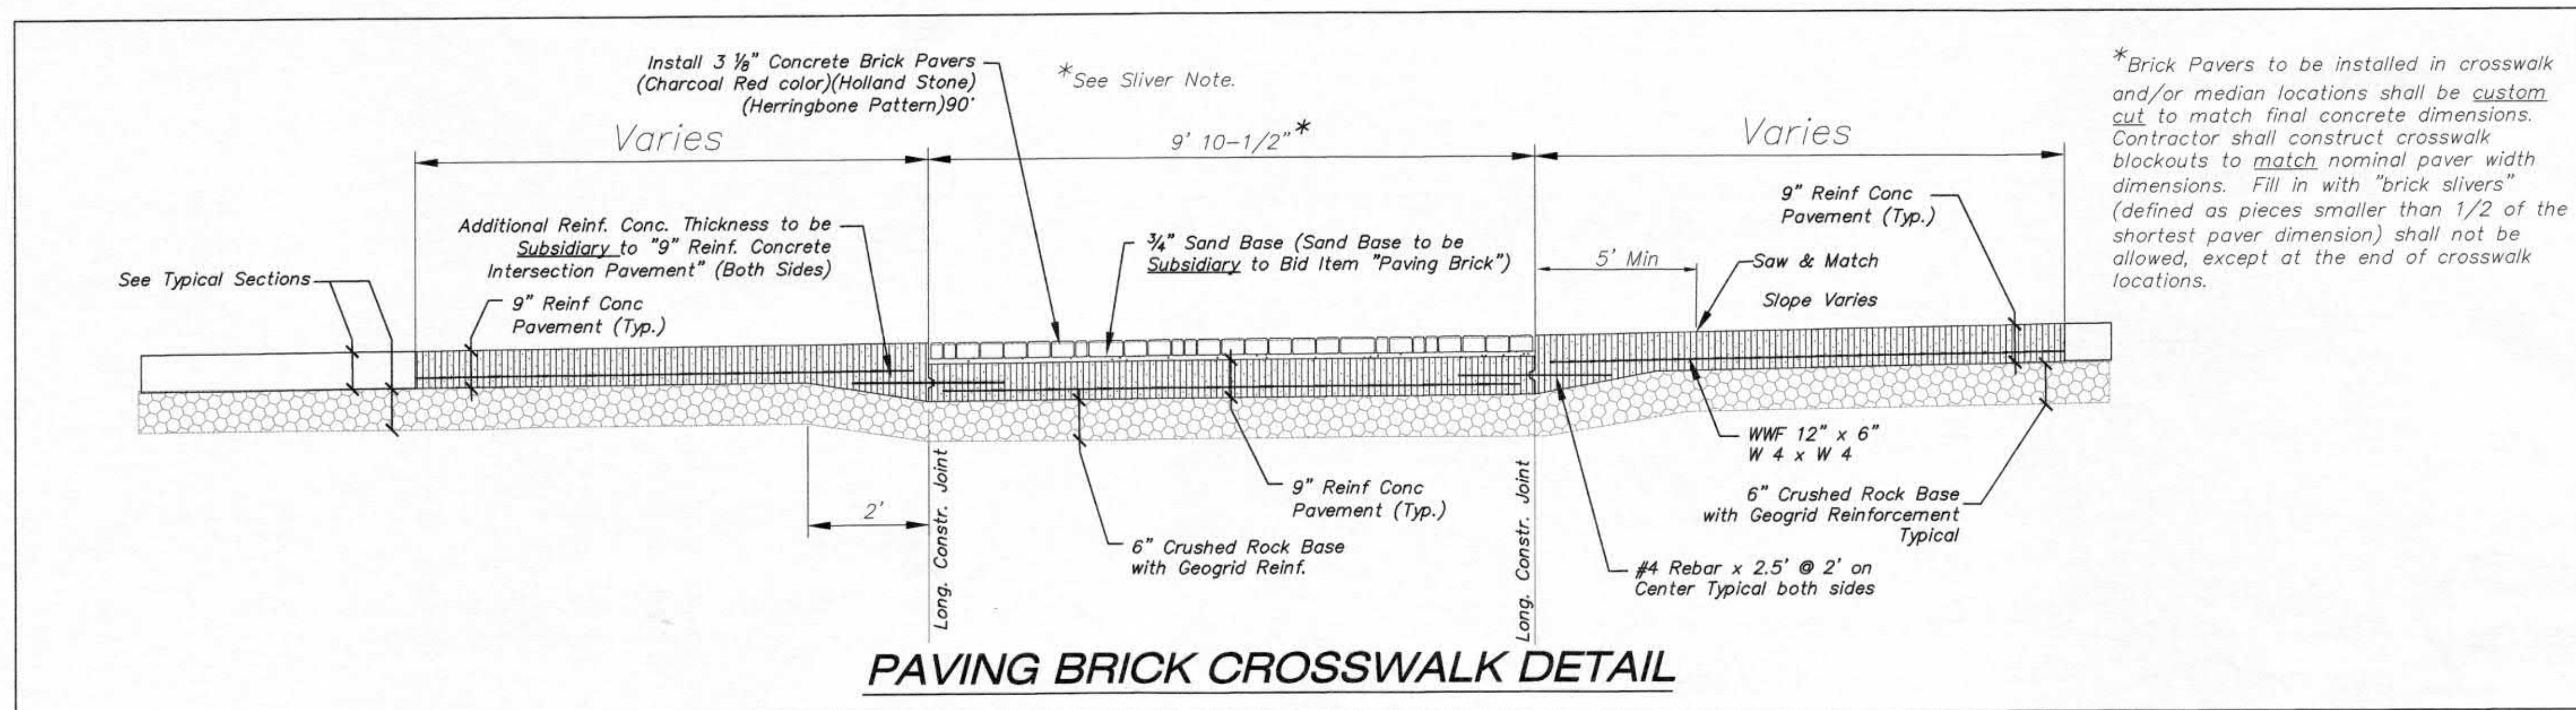 Install 3 ⅛" Concrete Brick Pavers
(Charcoal Red color)(Holland Stone)
(Herringbone Pattern)90°
*See Sliver Note.
*Brick Pavers to be installed in crosswalk
and/or median locations shall be custom
cut to match final concrete dimensions.
Contractor shall construct crosswalk
blockouts to match nominal paver width
dimensions. Fill in with "brick slivers"
(defined as pieces smaller than 1/2 of the
shortest paver dimension) shall not be
allowed, except at the end of crosswalk
locations.
Varies
9' 10-1/2"*
Varies
9" Reinf Conc
Pavement (Typ.)
Additional Reinf. Conc. Thickness to be
Subsidiary to "9" Reinf. Concrete
Intersection Pavement" (Both Sides)
¾" Sand Base (Sand Base to be
Subsidiary to Bid Item "Paving Brick")
5' Min
Saw & Match
Slope Varies
See Typical Sections
9" Reinf Conc
Pavement (Typ.)
WWF 12" x 6"
W 4 x W 4
Long. Constr. Joint
Long. Constr. Joint
9" Reinf Conc
Pavement (Typ.)
6" Crushed Rock Base
with Geogrid Reinforcement
Typical
2'
6" Crushed Rock Base
with Geogrid Reinf.
#4 Rebar x 2.5' @ 2' on
Center Typical both sides
PAVING BRICK CROSSWALK DETAIL